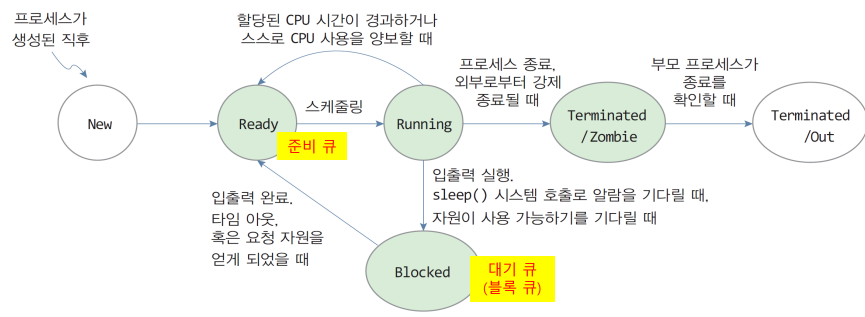 프로세스가
생성된 직후
할당된 CPU 시간이 경과하거나
스스로 CPU 사용을 양보할 때
프로세스 종료,
외부로부터 강제
종료될 때
부모 프로세스가
종료를
확인할 때
New
Ready
스케줄링
Running
Terminated
/Zombie
Terminated
/Out
준비 큐
입출력 완료,
타임 아웃,
혹은 요청 자원을
얻게 되었을 때
입출력 실행,
sleep() 시스템 호출로 알람을 기다릴 때,
자원이 사용 가능하기를 기다릴 때
Blocked
대기 큐
(블록 큐)